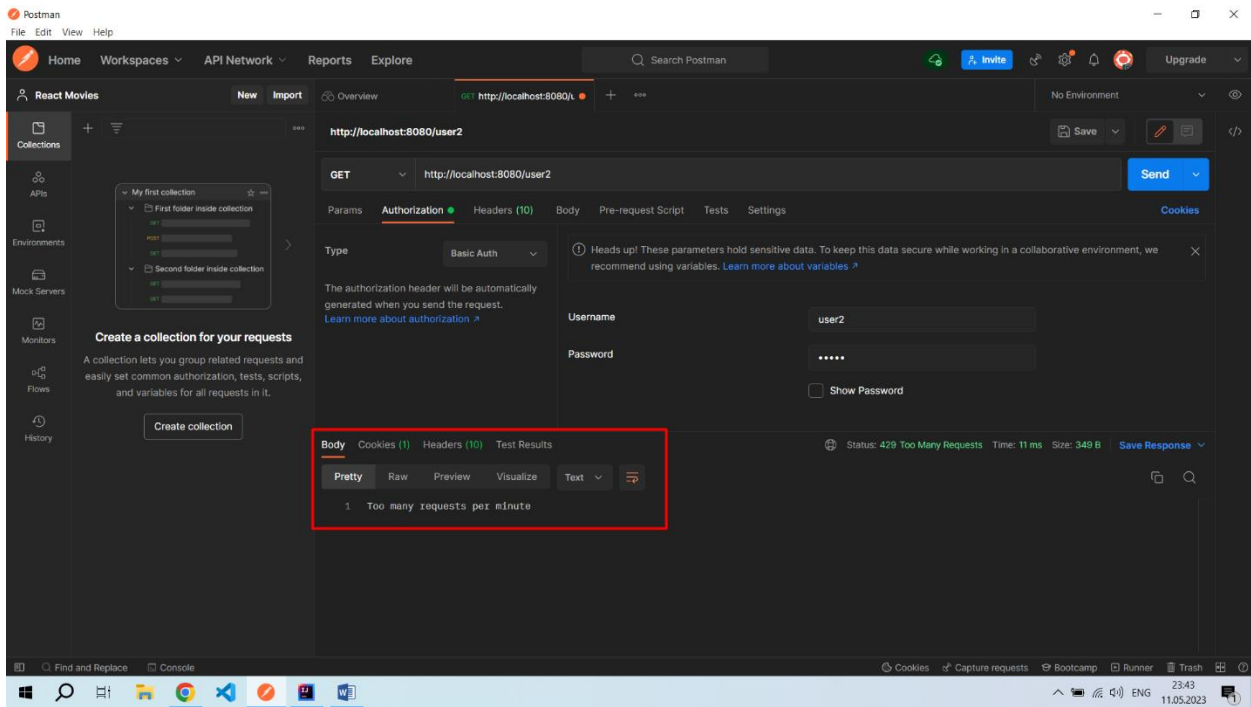 Postman
File Edit View Help
Home Workspaces API Network Reports Explore Search Postman Invite Upgrade
React Movies New Import Overview GET http://localhost:8080/u No Environment
Collections
APIs
Environments
Mock Servers
Monitors
Flows
History
My first collection
First folder inside collection
GET
POST
GET
Second folder inside collection
GET
GET
Create a collection for your requests
A collection lets you group related requests and
easily set common authorization, tests, scripts,
and variables for all requests in it.
Create collection
http://localhost:8080/user2 Save
GET http://localhost:8080/user2 Send
Params Authorization Headers (10) Body Pre-request Script Tests Settings Cookies
Type Basic Auth
The authorization header will be automatically
generated when you send the request.
Learn more about authorization
Heads up! These parameters hold sensitive data. To keep this data secure while working in a collaborative environment, we
recommend using variables. Learn more about variables
Username user2
Password •••••
Show Password
Body Cookies (1) Headers (10) Test Results Status: 429 Too Many Requests Time: 11 ms Size: 349 B Save Response
Pretty Raw Preview Visualize Text
1 Too many requests per minute
Find and Replace Console Cookies Capture requests Bootcamp Runner Trash
ENG 23:43
11.05.2023